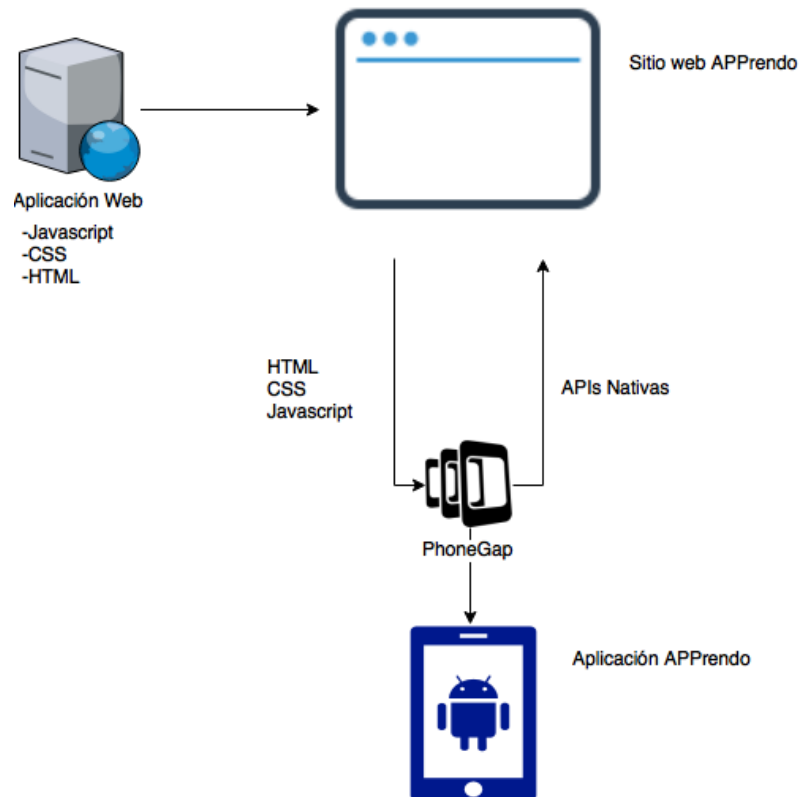 Sitio web APPrendo
Aplicación Web
-Javascript
-CSS
-HTML
HTML
CSS
Javascript
APIs Nativas
PhoneGap
Aplicación APPrendo